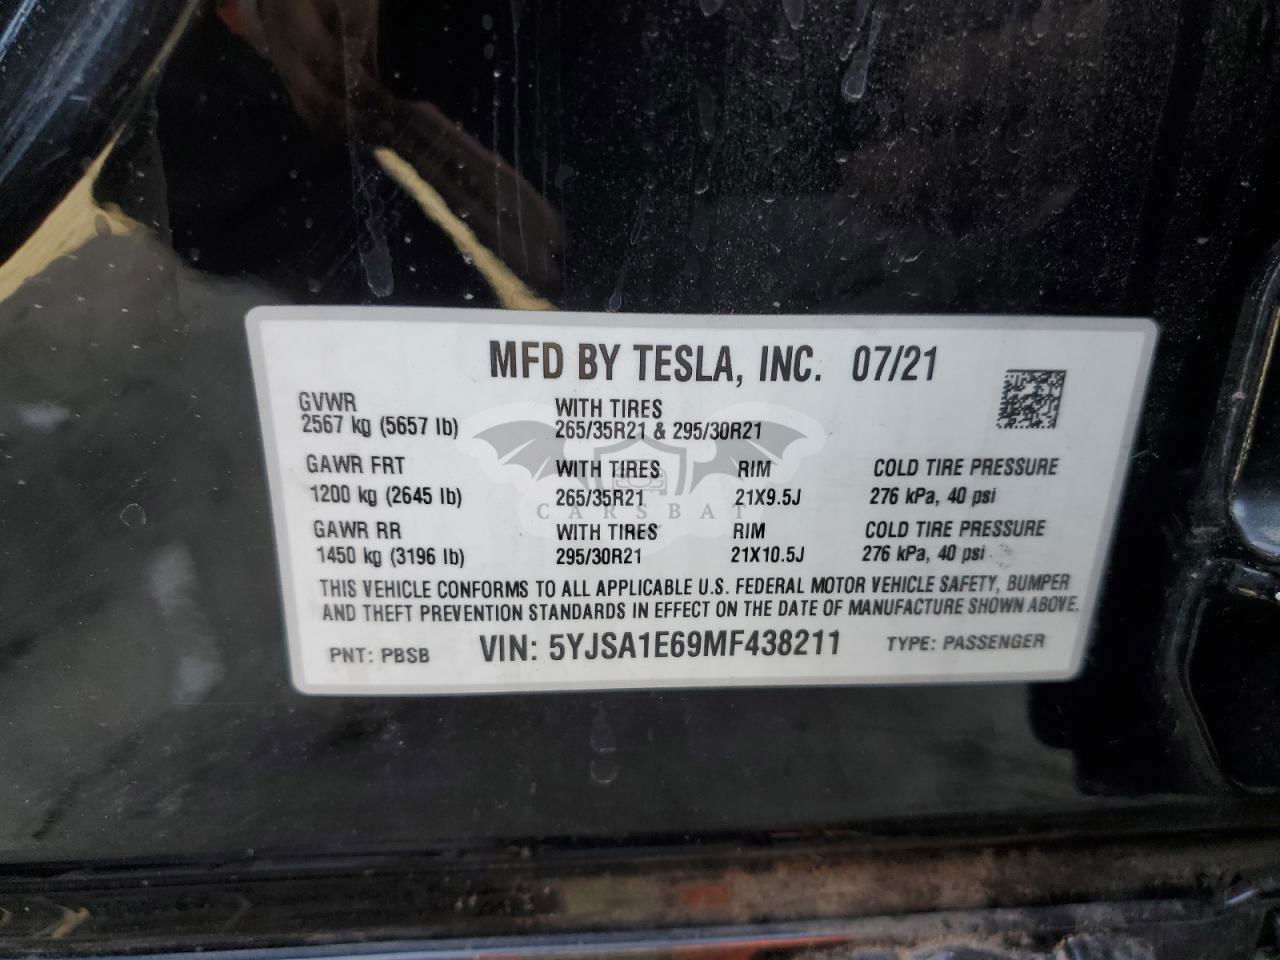 MFD BY TESLA, INC. 07/21
GVWR WITH TIRES
2567 kg (5657 lb) 265/35R21 & 295/30R21
GAWR FRT WITH TIRES RIM COLD TIRE PRESSURE
1200 kg (2645 lb) 265/35R21 21X9.5J 276 kPa, 40 psi
CARSBAT
GAWR RR WITH TIRES RIM COLD TIRE PRESSURE
1450 kg (3196 lb) 295/30R21 21X10.5J 276 kPa, 40 psi
THIS VEHICLE CONFORMS TO ALL APPLICABLE U.S. FEDERAL MOTOR VEHICLE SAFETY, BUMPER
AND THEFT PREVENTION STANDARDS IN EFFECT ON THE DATE OF MANUFACTURE SHOWN ABOVE.
PNT: PBSB VIN: 5YJSA1E69MF438211 TYPE: PASSENGER